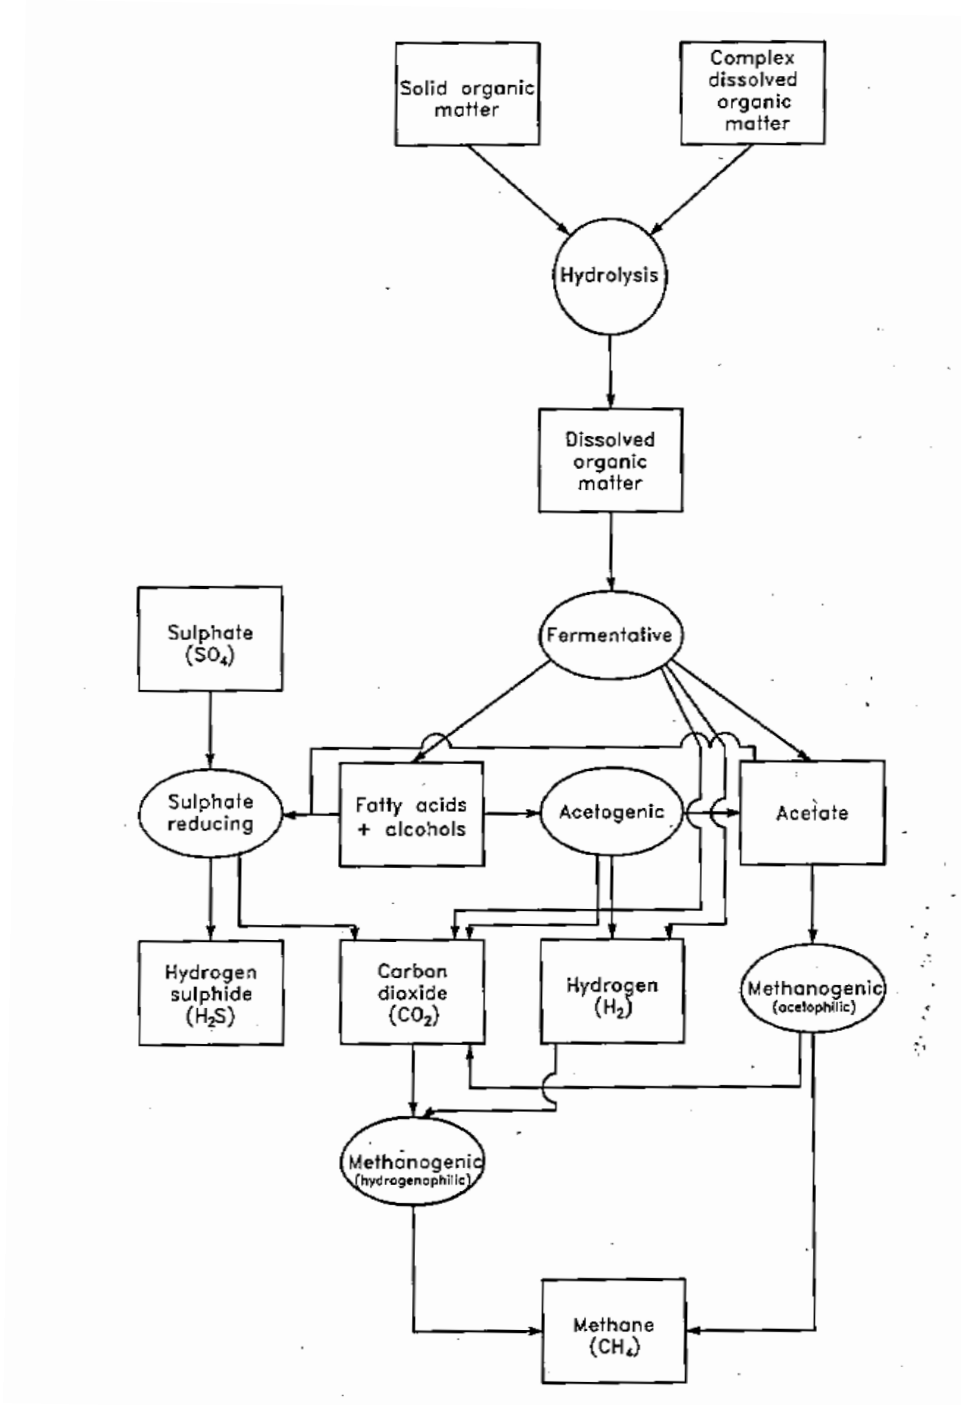 Solid organic
matter
Complex
dissolved
organic
matter
Hydrolysis
Dissolved
organic
matter
Fermentative
Sulphate
(SO₄)
Sulphate
reducing
Fatty acids
+ alcohols
Acetogenic
Acetate
Hydrogen
sulphide
(H₂S)
Carbon
dioxide
(CO₂)
Hydrogen
(H₂)
Methanogenic
(acetophilic)
Methanogenic
(hydrogenophilic)
Methane
(CH₄)